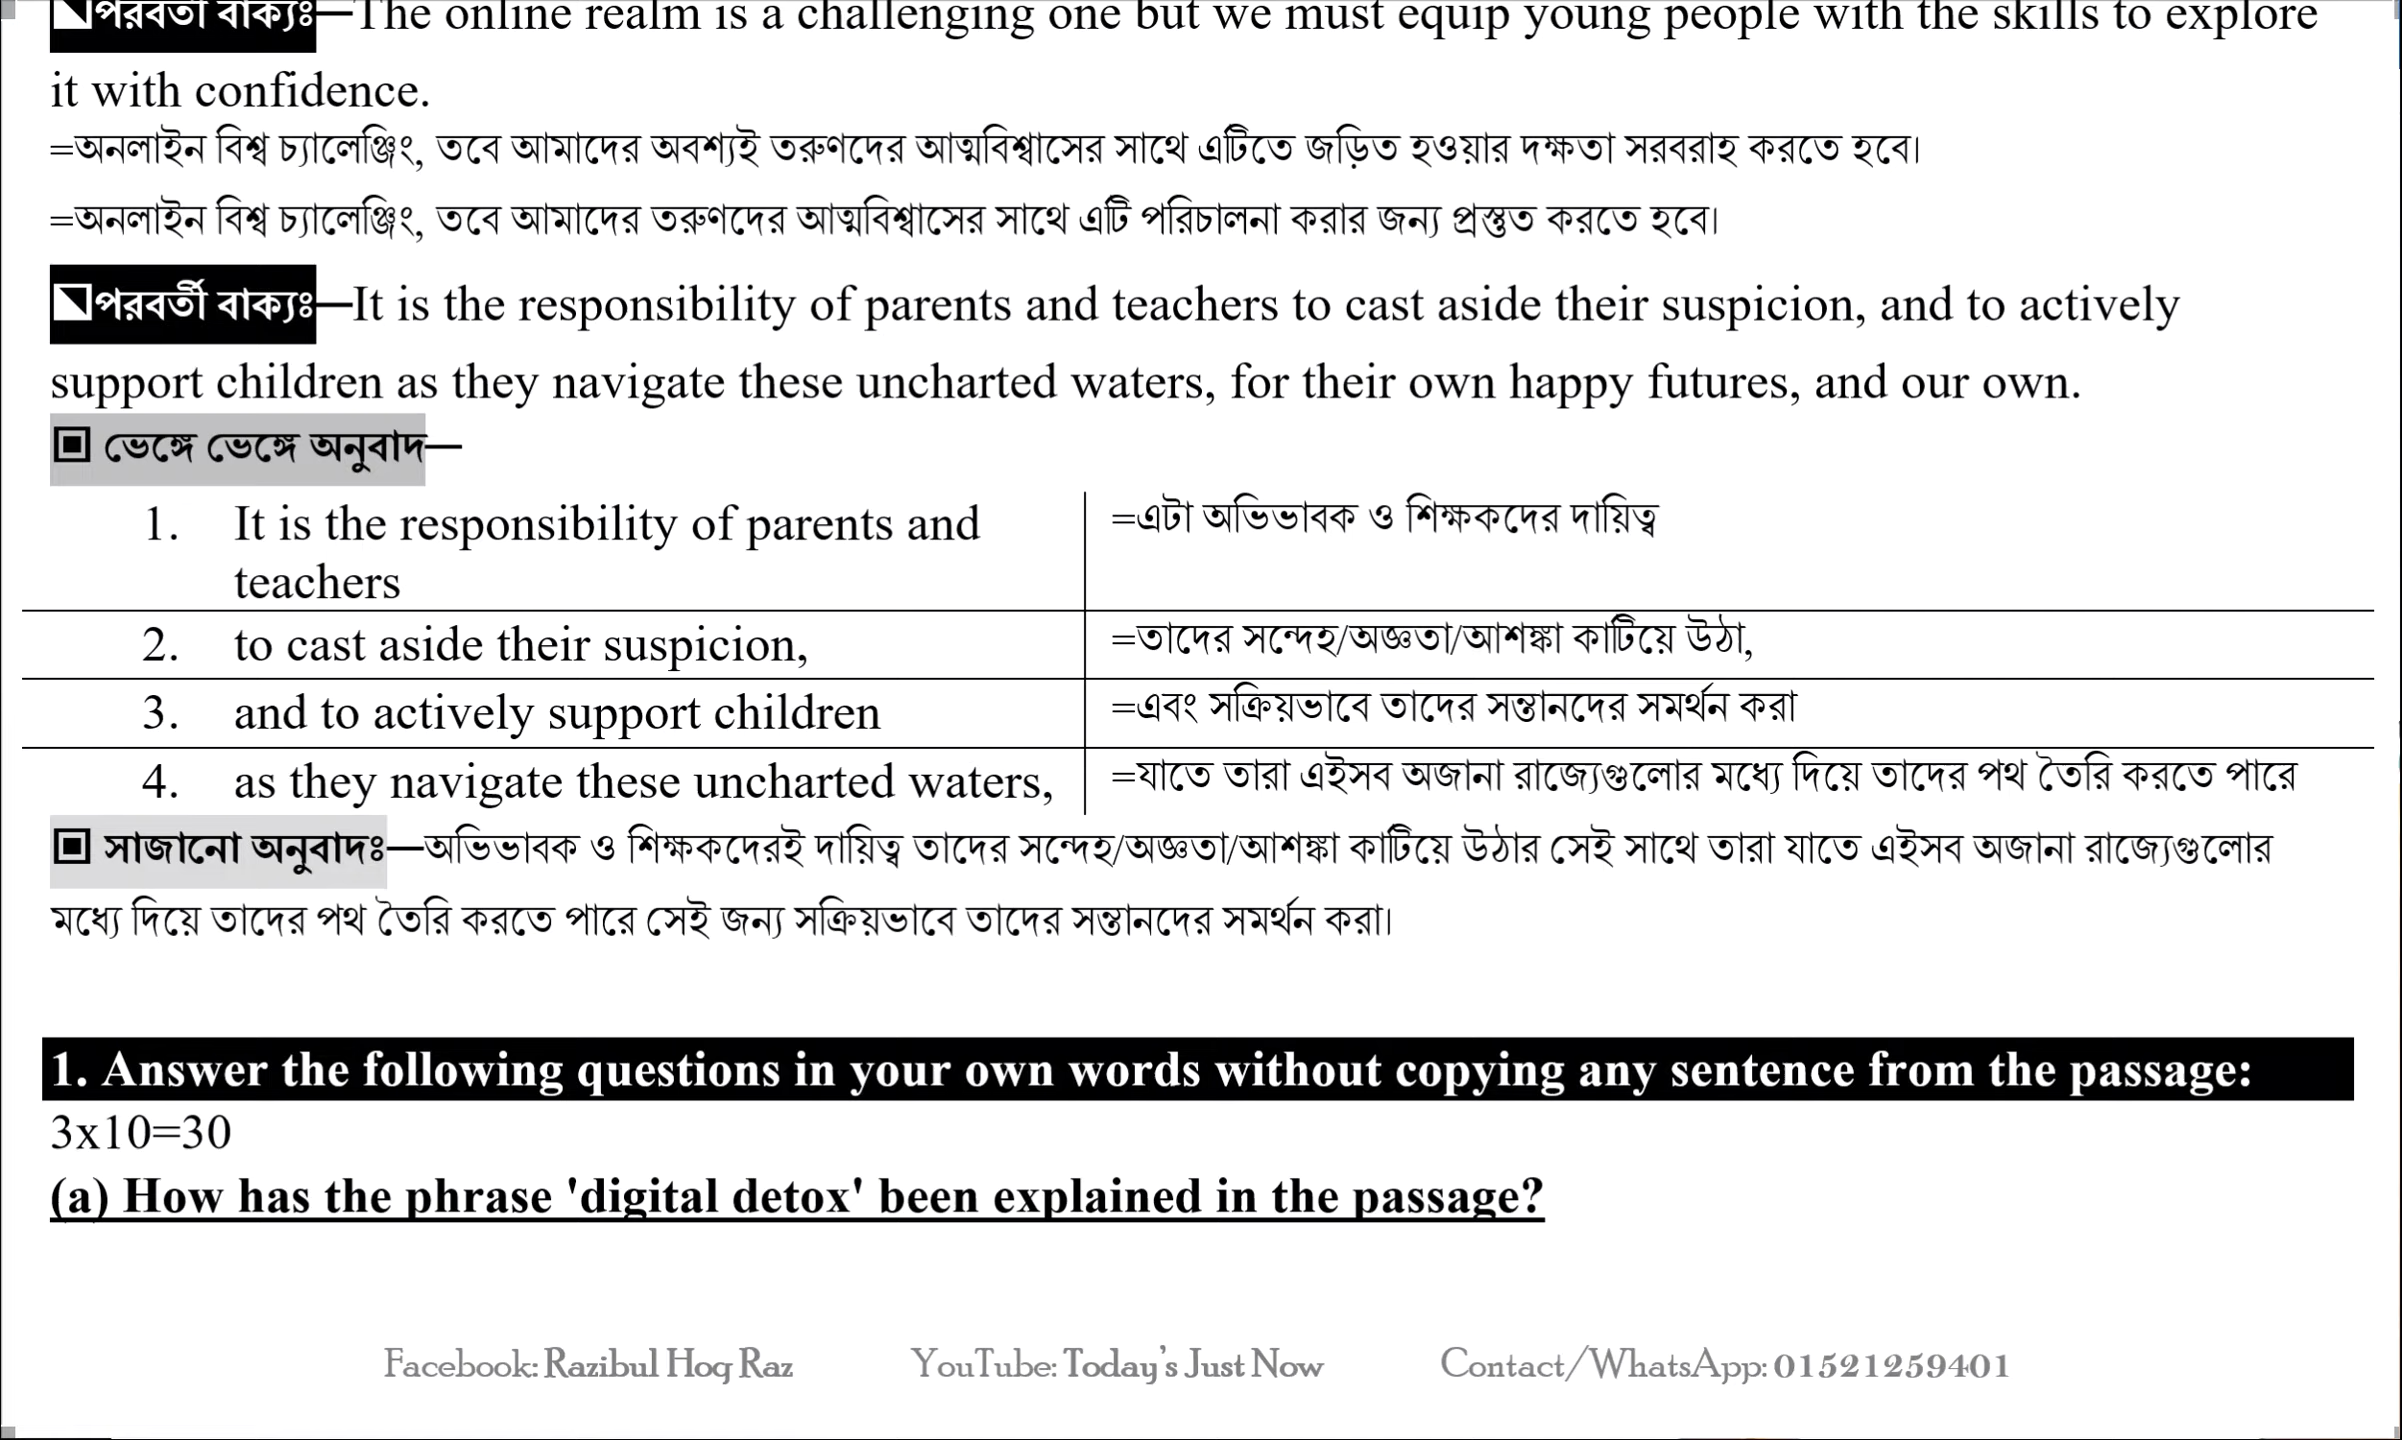 পরবর্তী বাক্যঃ—The online realm is a challenging one but we must equip young people with the skills to explore
it with confidence.
=অনলাইন বিশ্ব চ্যালেঞ্জিং, তবে আমাদের অবশ্যই তরুণদের আত্মবিশ্বাসের সাথে এটিতে জড়িত হওয়ার দক্ষতা সরবরাহ করতে হবে।
=অনলাইন বিশ্ব চ্যালেঞ্জিং, তবে আমাদের তরুণদের আত্মবিশ্বাসের সাথে এটি পরিচালনা করার জন্য প্রস্তুত করতে হবে।
পরবর্তী বাক্যঃ—It is the responsibility of parents and teachers to cast aside their suspicion, and to actively
support children as they navigate these uncharted waters, for their own happy futures, and our own.
▣ ভেঙ্গে ভেঙ্গে অনুবাদ—
1. It is the responsibility of parents and =এটা অভিভাবক ও শিক্ষকদের দায়িত্ব
teachers
2. to cast aside their suspicion, =তাদের সন্দেহ/অজ্ঞতা/আশঙ্কা কাটিয়ে উঠা,
3. and to actively support children =এবং সক্রিয়ভাবে তাদের সন্তানদের সমর্থন করা
4. as they navigate these uncharted waters, =যাতে তারা এইসব অজানা রাজ্যেগুলোর মধ্যে দিয়ে তাদের পথ তৈরি করতে পারে
▣ সাজানো অনুবাদঃ—অভিভাবক ও শিক্ষকদেরই দায়িত্ব তাদের সন্দেহ/অজ্ঞতা/আশঙ্কা কাটিয়ে উঠার সেই সাথে তারা যাতে এইসব অজানা রাজ্যেগুলোর
মধ্যে দিয়ে তাদের পথ তৈরি করতে পারে সেই জন্য সক্রিয়ভাবে তাদের সন্তানদের সমর্থন করা।
1. Answer the following questions in your own words without copying any sentence from the passage:
3x10=30
(a) How has the phrase 'digital detox' been explained in the passage?
Facebook: Razibul Hoq Raz YouTube: Today's Just Now Contact/WhatsApp: 01521259401